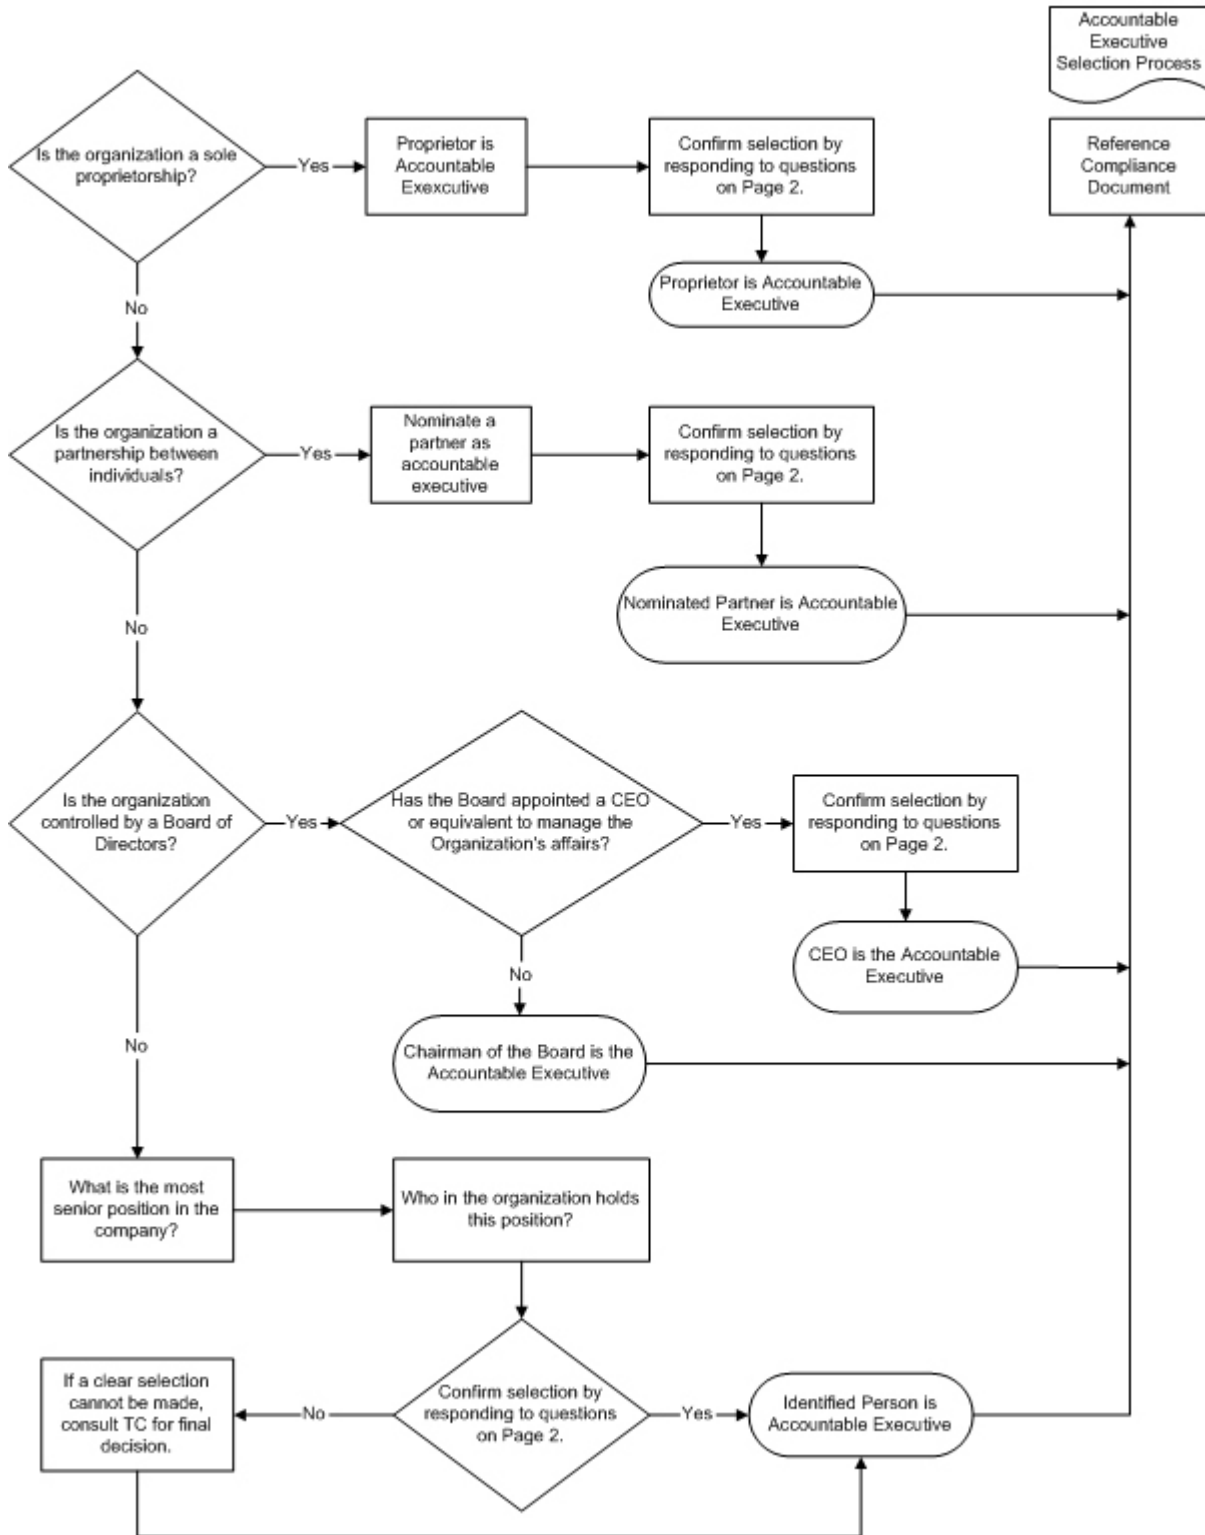 Accountable
Executive
Selection Process
Is the organization a sole
proprietorship?
Yes
Proprietor is
Accountable
Exexcutive
Confirm selection by
responding to questions
on Page 2.
Reference
Compliance
Document
Proprietor is Accountable
Executive
No
Is the organization a
partnership between
individuals?
Yes
Nominate a
partner as
accountable
executive
Confirm selection by
responding to questions
on Page 2.
Nominated Partner is Accountable
Executive
No
Is the organization
controlled by a Board of
Directors?
Yes
Has the Board appointed a CEO
or equivalent to manage the
Organization's affairs?
Yes
Confirm selection by
responding to questions
on Page 2.
CEO is the Accountable
Executive
No
Chairman of the Board is the
Accountable Executive
No
What is the most
senior position in the
company?
Who in the organization holds
this position?
If a clear selection
cannot be made,
consult TC for final
decision.
No
Confirm selection by
responding to questions
on Page 2.
Yes
Identified Person is
Accountable Executive